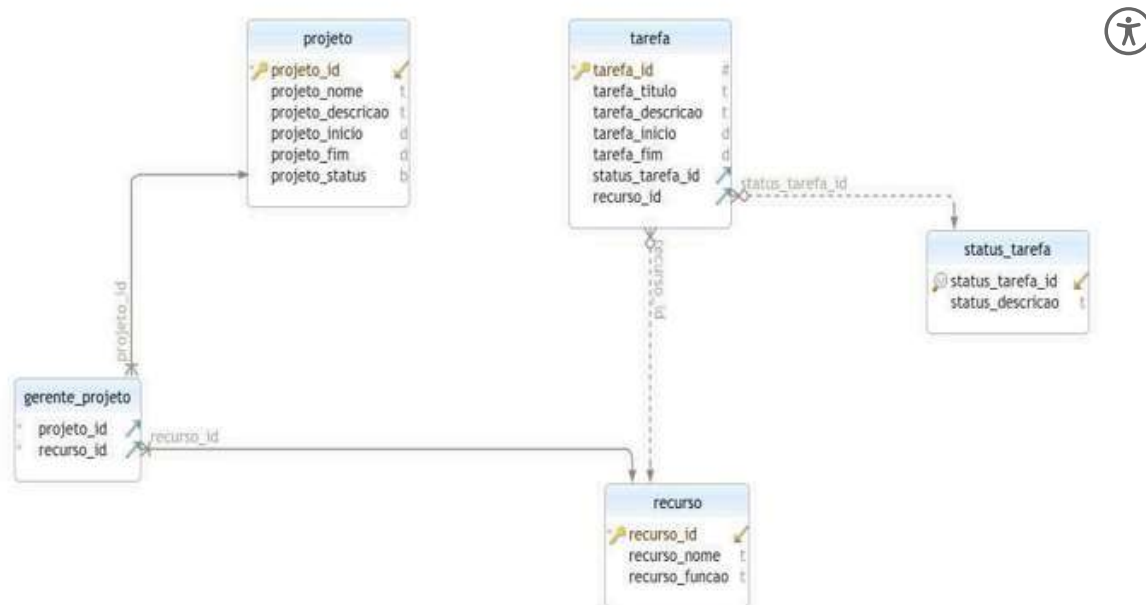 projeto
projeto_id
projeto_nome t
projeto_descricao t
projeto_inicio d
projeto_fim d
projeto_status b
tarefa
tarefa_id #
tarefa_titulo t
tarefa_descricao t
tarefa_inicio d
tarefa_fim d
status_tarefa_id
recurso_id
status_tarefa_id
status_tarefa
status_tarefa_id
status_descricao t
recurso_id
projeto_id
gerente_projeto
projeto_id
recurso_id
recurso_id
recurso
recurso_id
recurso_nome t
recurso_funcao t